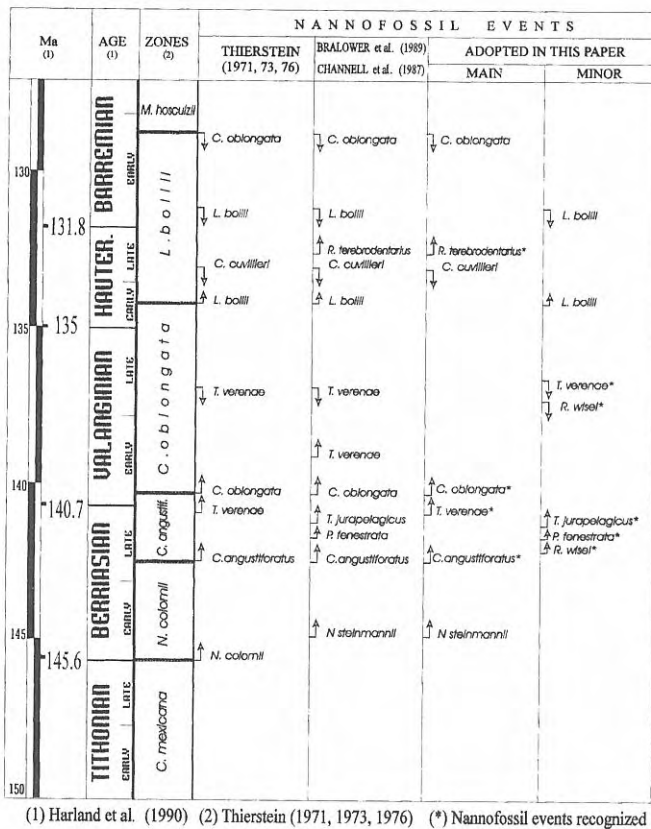 NANNOFOSSIL EVENTS
Ma (1)
AGE (1)
ZONES (2)
THIERSTEIN (1971, 73, 76)
BRALOWER et al. (1989)
CHANNELL et al. (1987)
ADOPTED IN THIS PAPER
MAIN
MINOR
M. hoscuizii
BARREMIAN
EARLY
C. oblongata
C. oblongata
C. oblongata
130
L. bollii
L. bollii
L. bollii
L. bollii
131.8
HAUTER.
LATE
R. terebrodentarius
R. terebrodentarius*
C. cuvillieri
C. cuvillieri
C. cuvillieri
EARLY
L. bollii
L. bollii
L. bollii
135
135
VALANGINIAN
LATE
C. oblongata
T. verenae
T. verenae
T. verenae*
R. wisei*
EARLY
T. verenae
140
C. oblongata
C. oblongata
C. oblongata*
140.7
BERRIASIAN
LATE
C. angustif.
T. verenae
T. jurapelagicus
T. verenae*
T. jurapelagicus*
P. fenestrata
P. fenestrata*
R. wisei*
C.angustiforatus
C.angustiforatus
C.angustiforatus*
EARLY
N. colomii
N steinmannii
N steinmannii
145
145.6
N. colomii
TITHONIAN
LATE
C. mexicana
EARLY
150
(1) Harland et al. (1990) (2) Thierstein (1971, 1973, 1976) (*) Nannofossil events recognized